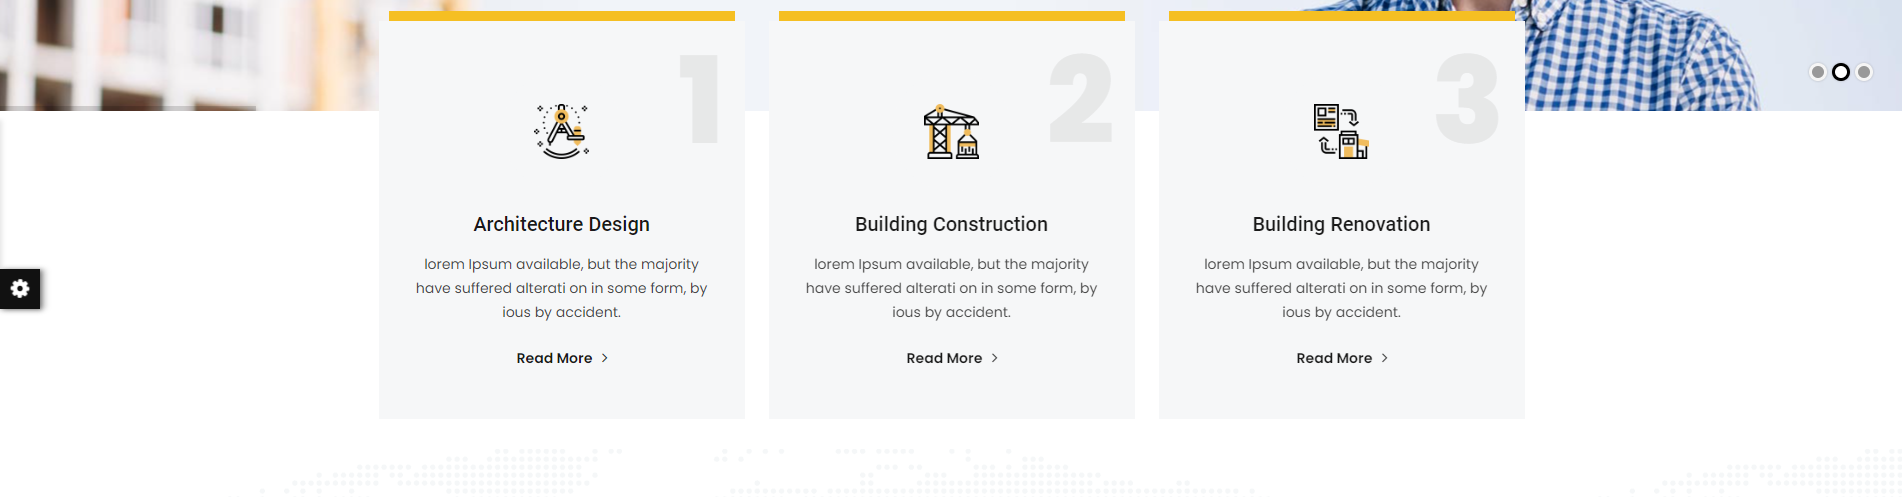 1
Architecture Design
lorem Ipsum available, but the majority
have suffered alterati on in some form, by
ious by accident.
Read More
2
Building Construction
lorem Ipsum available, but the majority
have suffered alterati on in some form, by
ious by accident.
Read More
3
Building Renovation
lorem Ipsum available, but the majority
have suffered alterati on in some form, by
ious by accident.
Read More